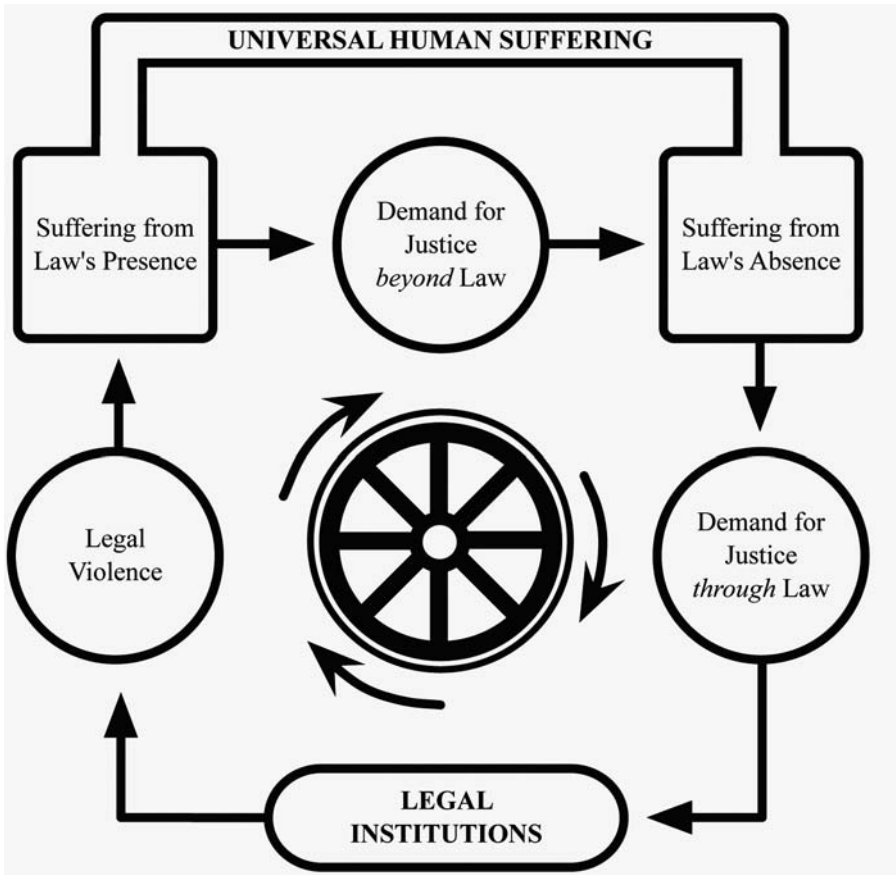 UNIVERSAL HUMAN SUFFERING
Suffering from
Law's Presence
Demand for
Justice
beyond Law
Suffering from
Law's Absence
Legal
Violence
Demand for
Justice
through Law
LEGAL
INSTITUTIONS